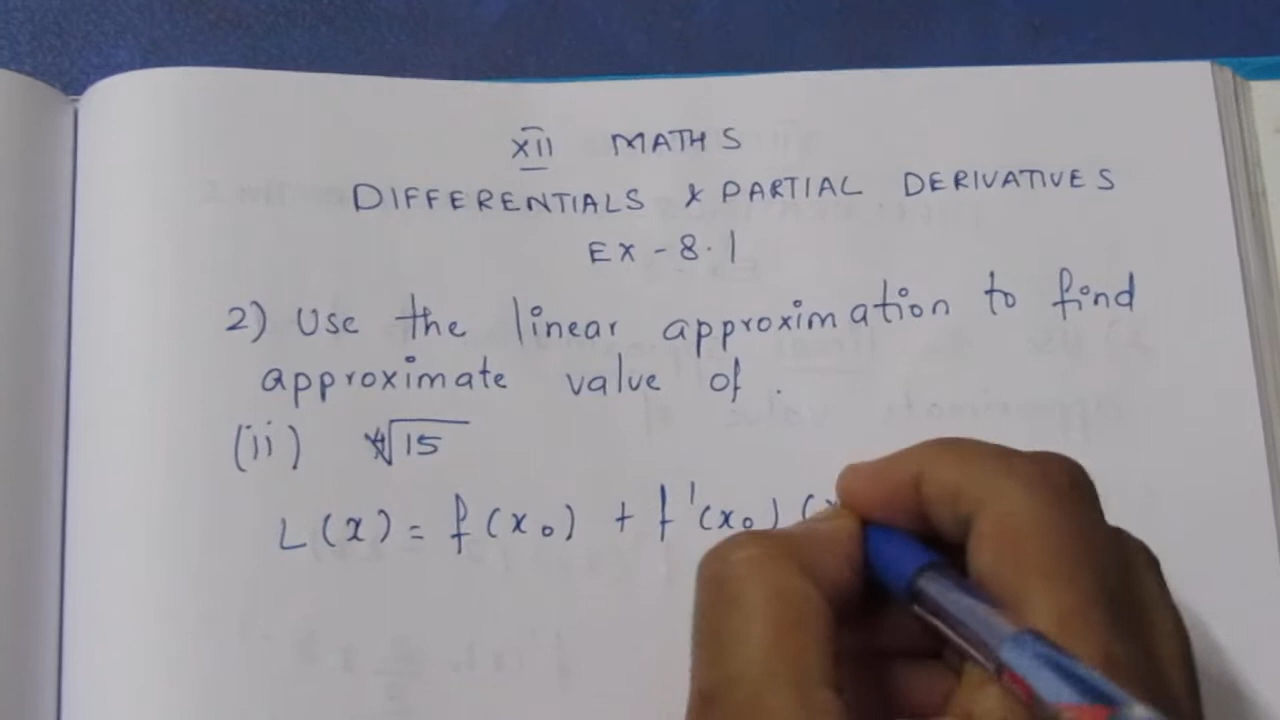 XII MATHS
DIFFERENTIALS & PARTIAL DERIVATIVES
EX - 8.1
2) Use the linear approximation to find
approximate value of .
(ii) ∜15
L(x) = f(x₀) + f'(x₀) (x